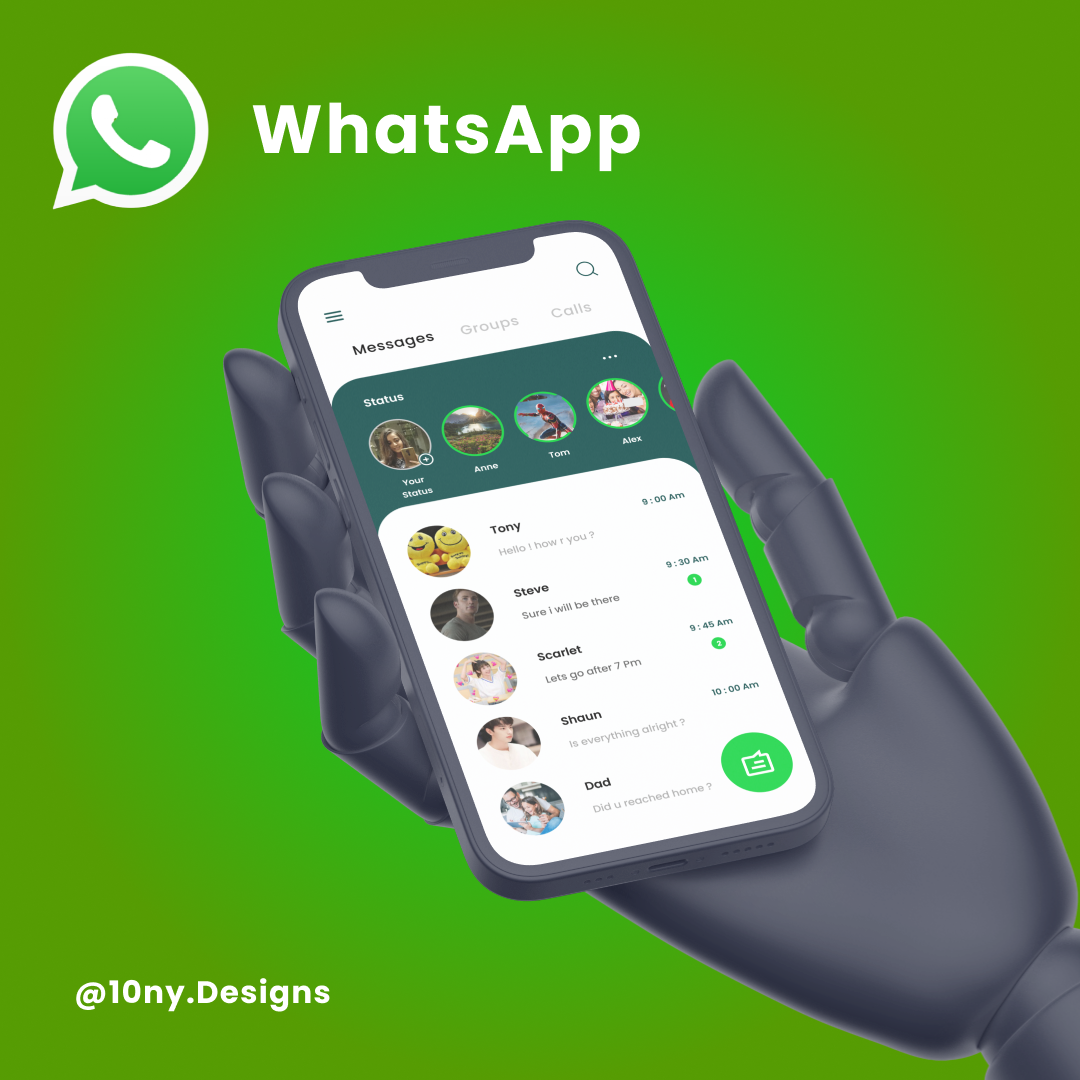 WhatsApp
Messages
Groups
Calls
Status
...
Your
Status
Anne
Tom
Alex
Tony
9 : 00 Am
Hello ! how r you ?
Steve
9 : 30 Am
Sure i will be there
1
Scarlet
9 : 45 Am
Lets go after 7 Pm
2
Shaun
10 : 00 Am
Is everything alright ?
Dad
Did u reached home ?
@10ny.Designs